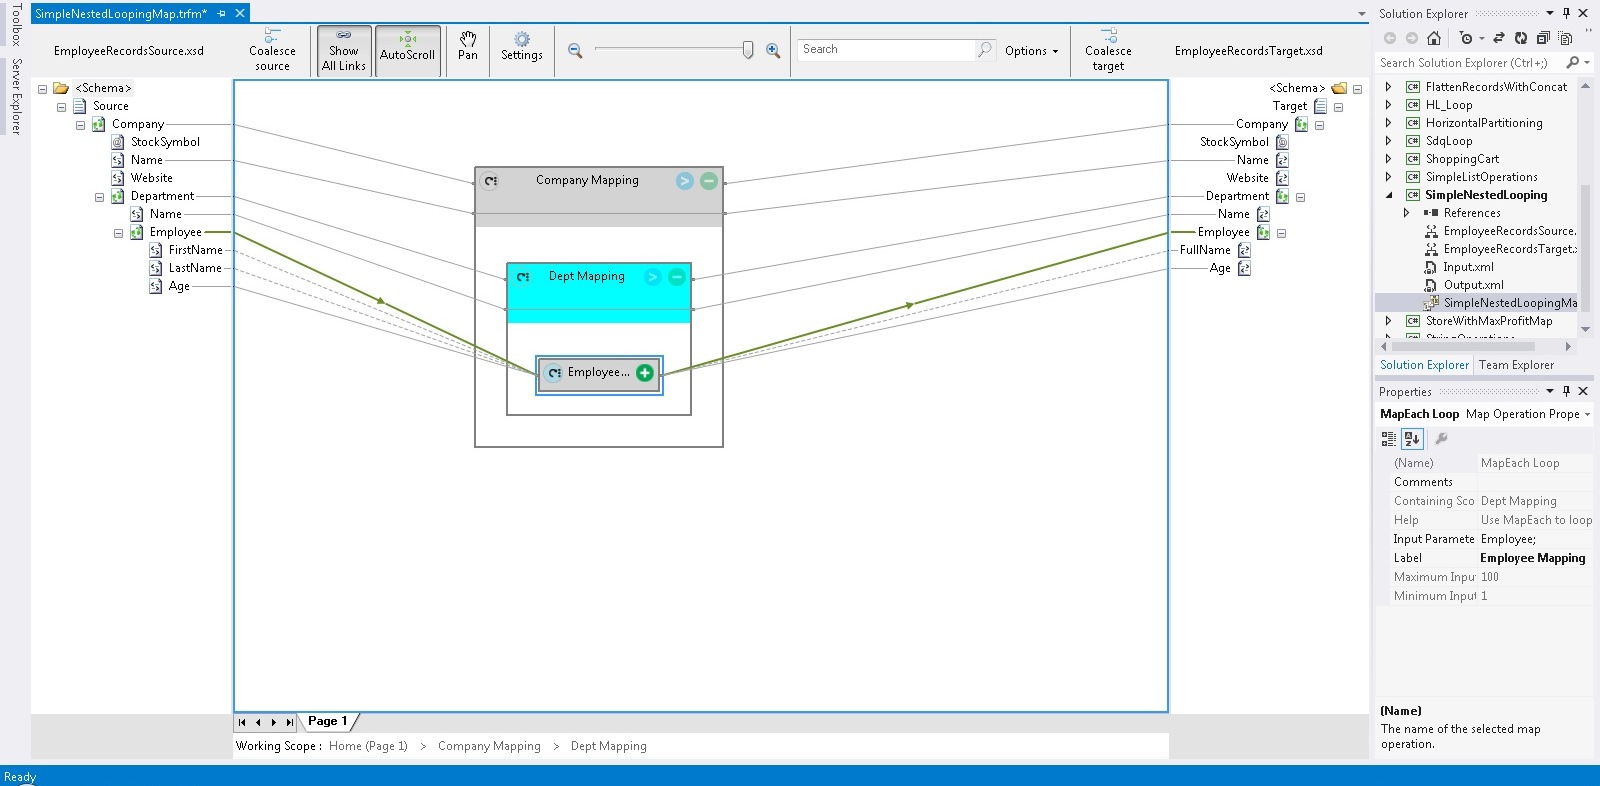 SimpleNestedLoopingMap.trfm*
Toolbox
Server Explorer
EmployeeRecordsSource.xsd
Coalesce
source
Show
All Links
AutoScroll
Pan
Settings
Search
Options
Coalesce
target
EmployeeRecordsTarget.xsd
<Schema>
Source
Company
StockSymbol
Name
Website
Department
Name
Employee
FirstName
LastName
Age
Company Mapping
Dept Mapping
Employee...
<Schema>
Target
Company
StockSymbol
Name
Website
Department
Name
Employee
FullName
Age
Page 1
Working Scope : Home (Page 1) > Company Mapping > Dept Mapping
Ready
Solution Explorer
Search Solution Explorer (Ctrl+;)
FlattenRecordsWithConcat
HL_Loop
HorizontalPartitioning
SdqLoop
ShoppingCart
SimpleListOperations
SimpleNestedLooping
References
EmployeeRecordsSource.
EmployeeRecordsTarget.x
Input.xml
Output.xml
SimpleNestedLoopingMa
StoreWithMaxProfitMap
Solution Explorer Team Explorer
Properties
MapEach Loop Map Operation Prope
(Name) MapEach Loop
Comments
Containing Sco Dept Mapping
Help Use MapEach to loop
Input Paramete Employee;
Label Employee Mapping
Maximum Inpu 100
Minimum Input 1
(Name)
The name of the selected map
operation.